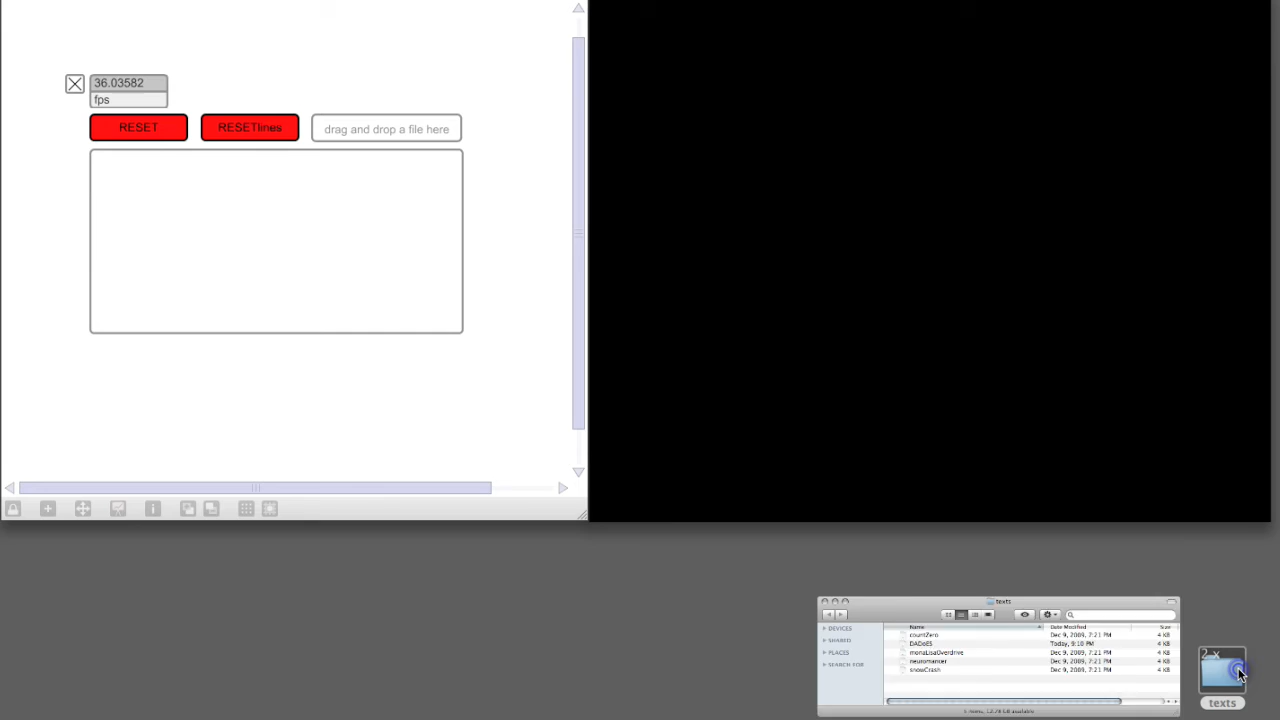 36.03582
fps
RESET
RESETlines
drag and drop a file here
texts
Name
Date Modified
Size
DEVICES
SHARED
PLACES
SEARCH FOR
countZero Dec 9, 2009, 7:21 PM 4 KB
DADoES Today, 9:10 PM 4 KB
monaLisaOverdrive Dec 9, 2009, 7:21 PM 4 KB
neuromancer Dec 9, 2009, 7:21 PM 4 KB
snowCrash Dec 9, 2009, 7:21 PM 4 KB
2 x
texts